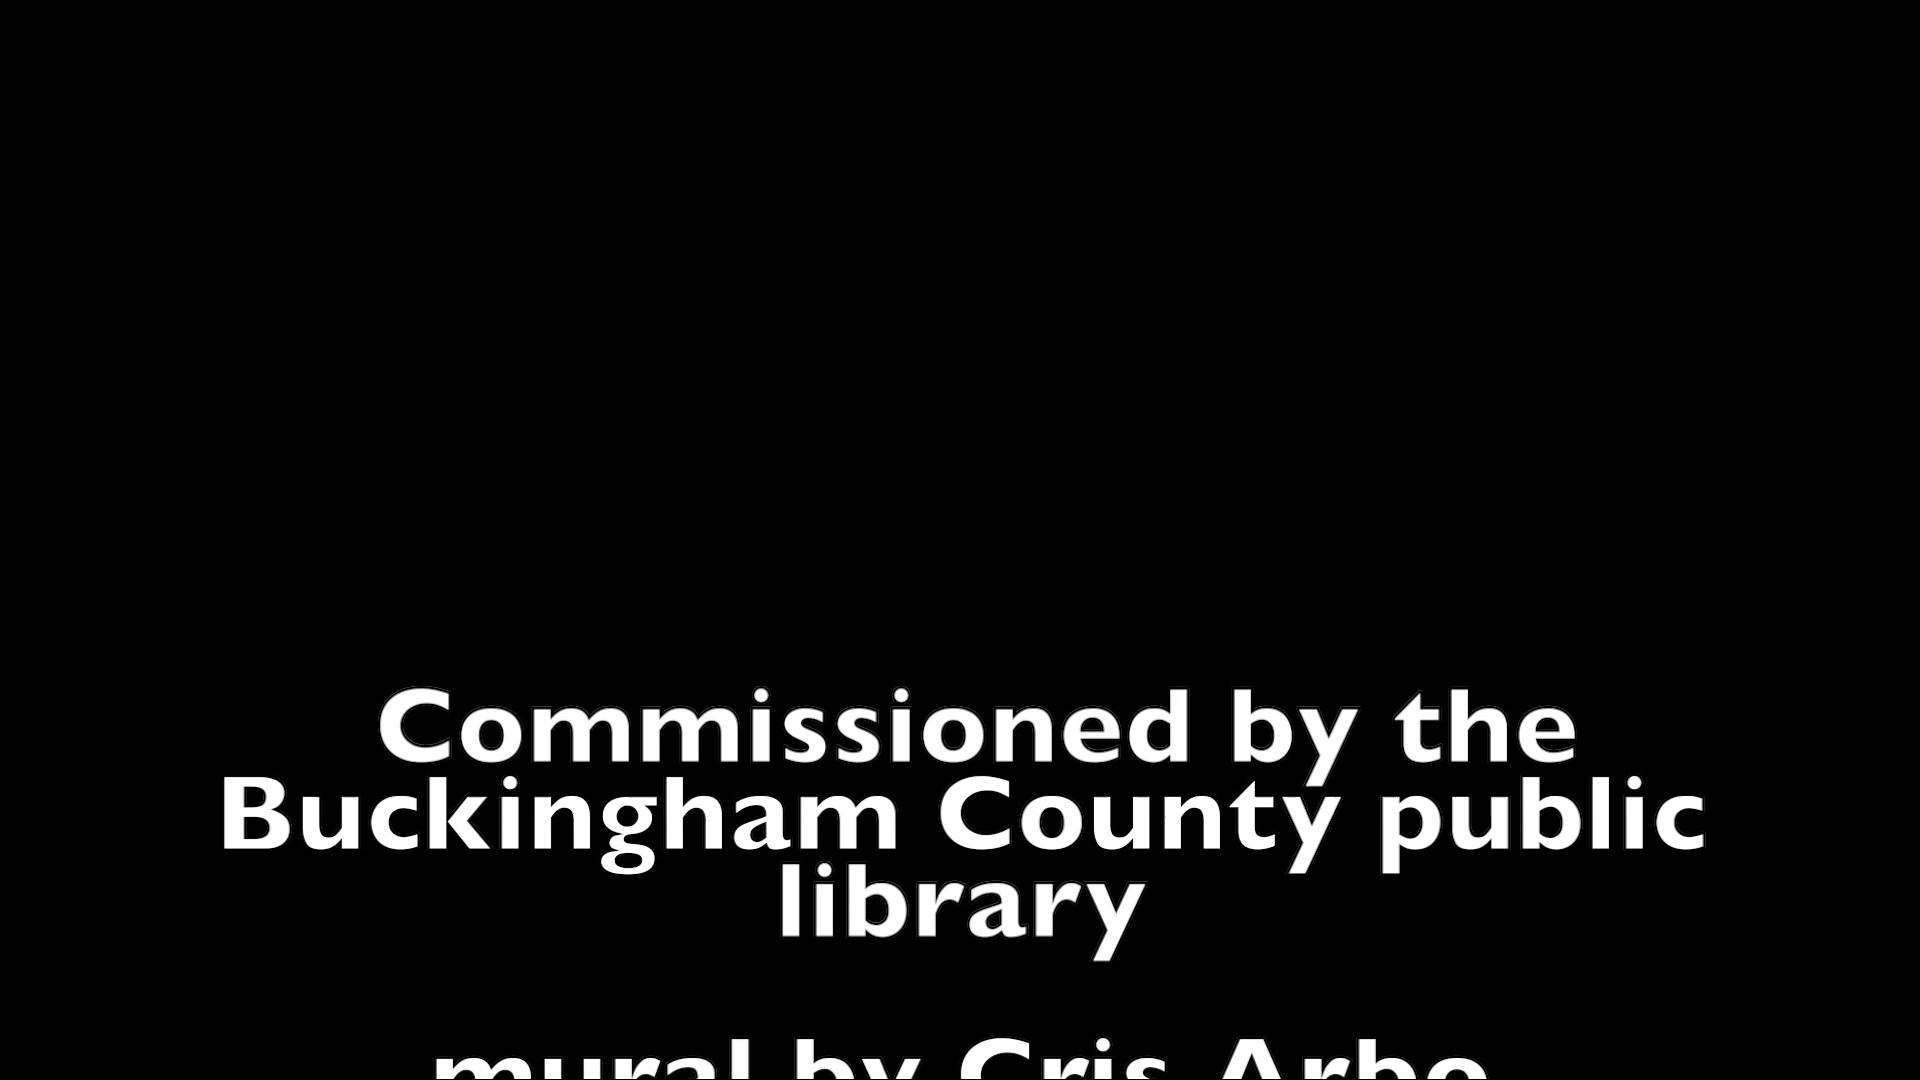 Commissioned by the
Buckingham County public
library
mural by Cris Arbo